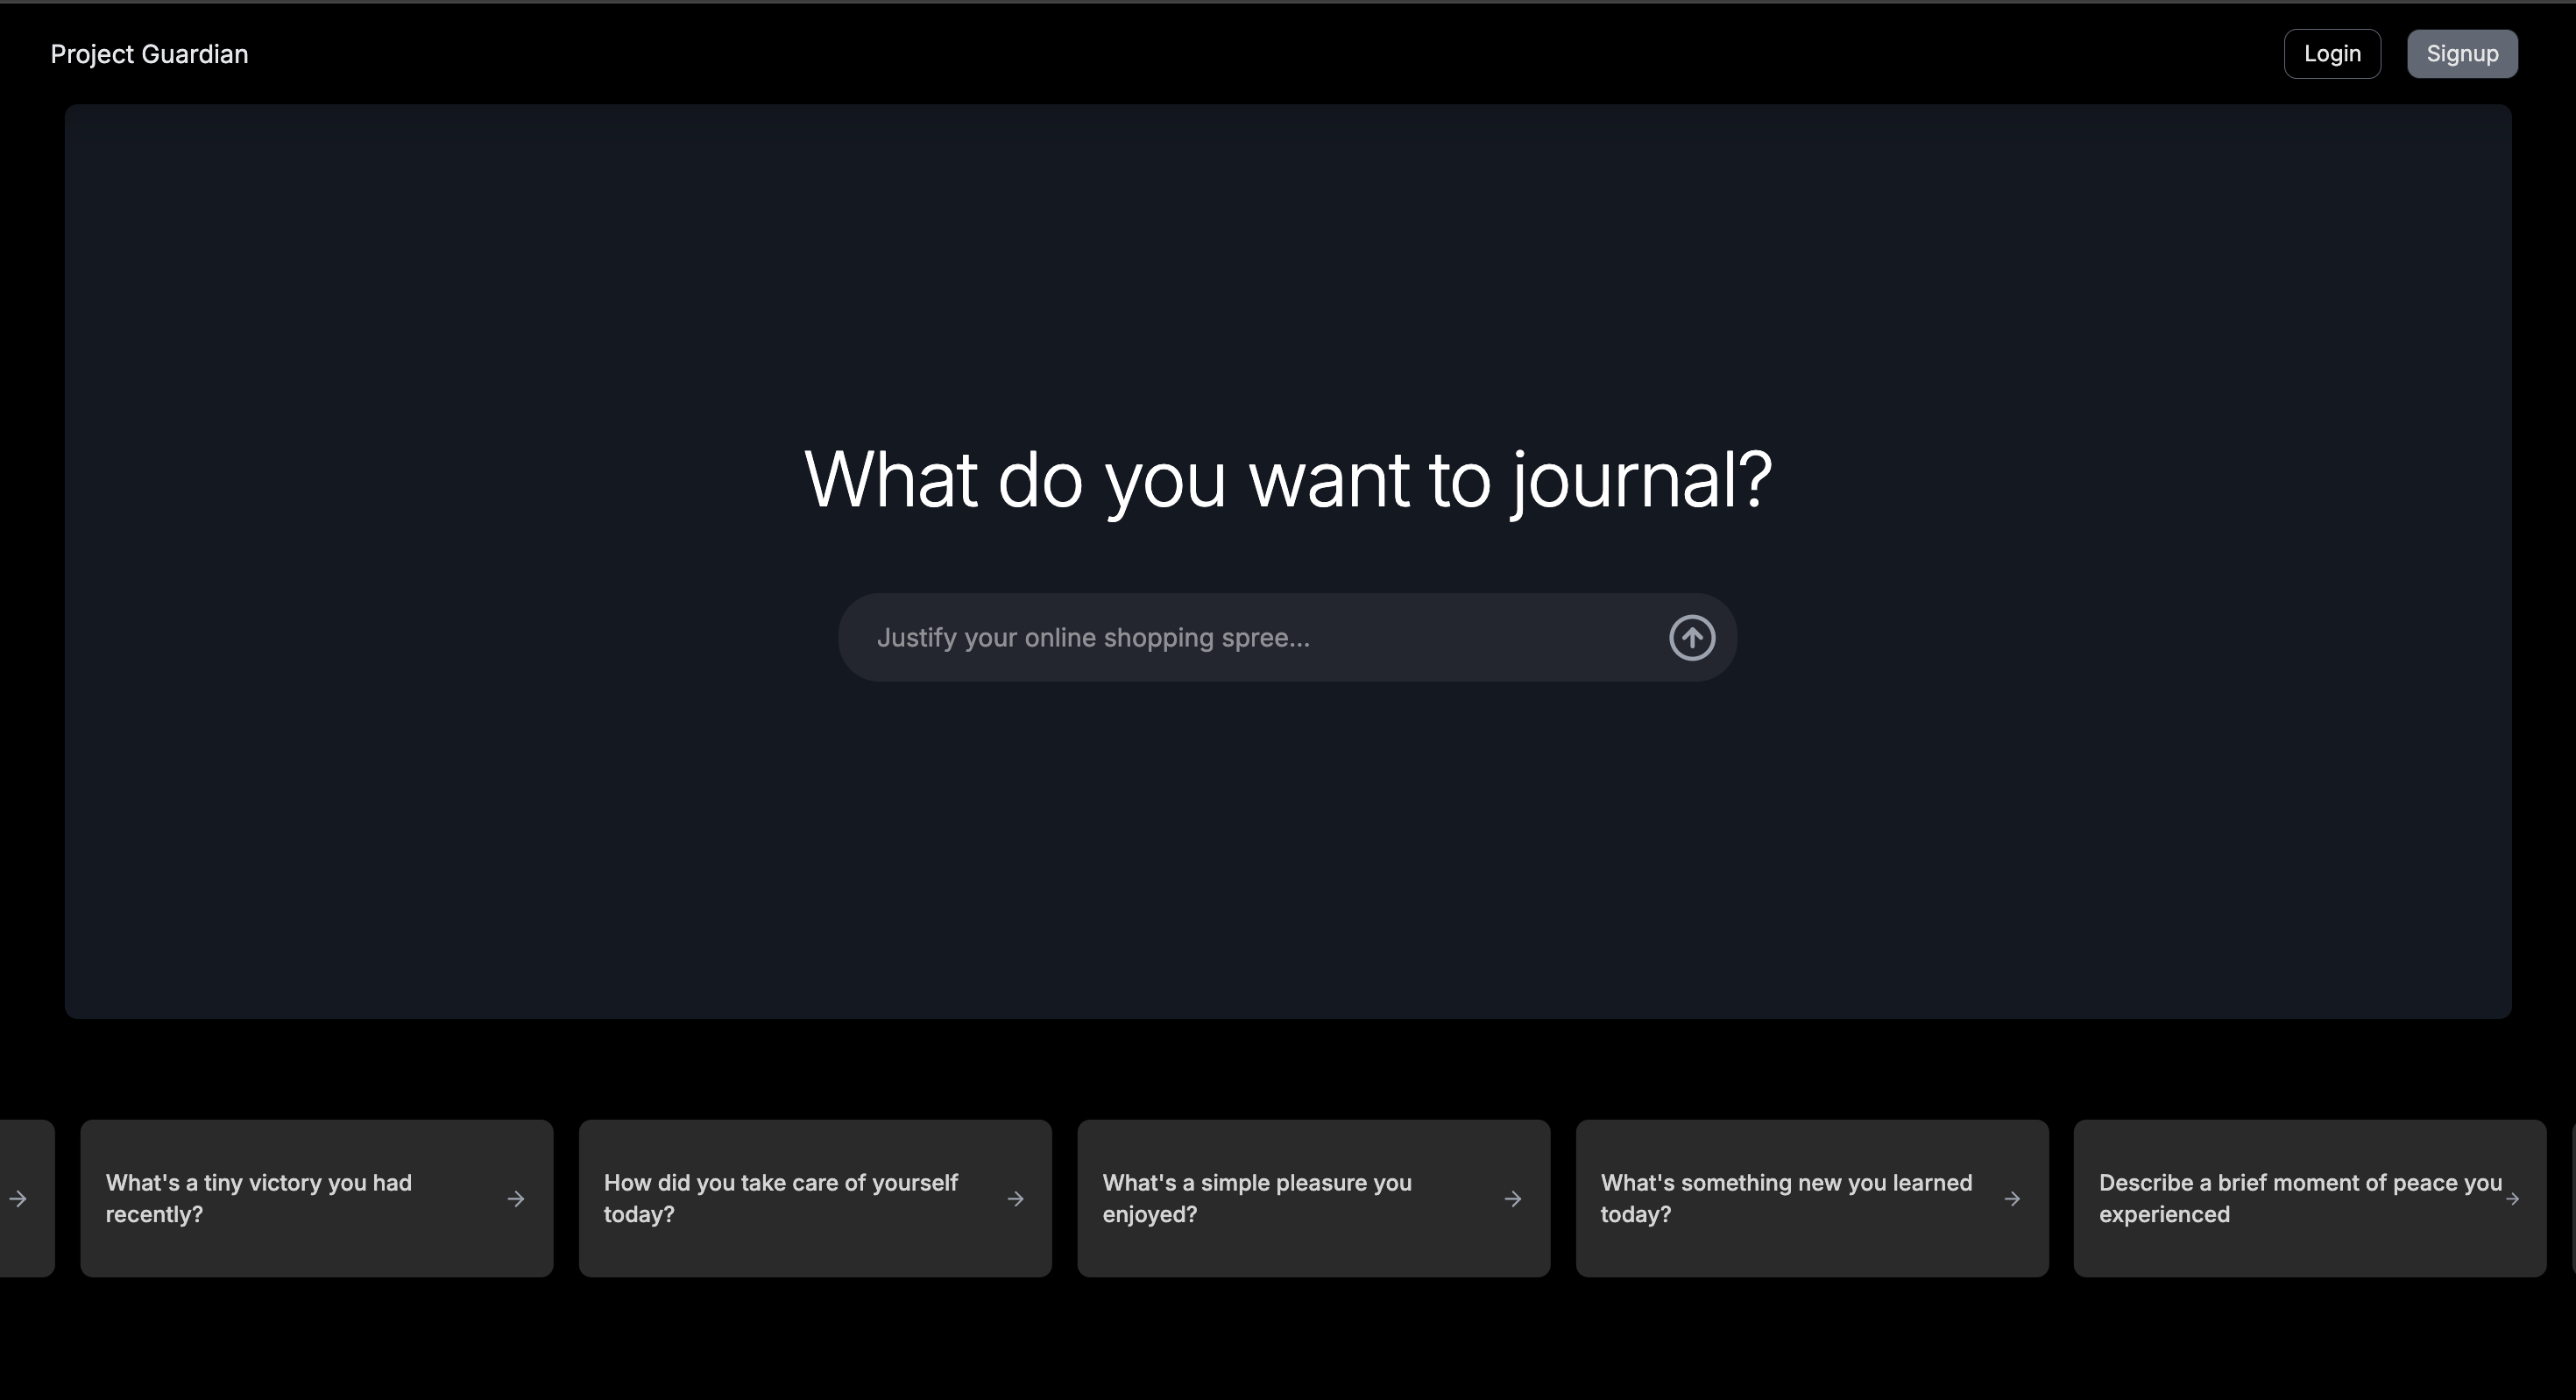 Project Guardian
Login
Signup
What do you want to journal?
Justify your online shopping spree...
What's a tiny victory you had
recently?
How did you take care of yourself
today?
What's a simple pleasure you
enjoyed?
What's something new you learned
today?
Describe a brief moment of peace you
experienced